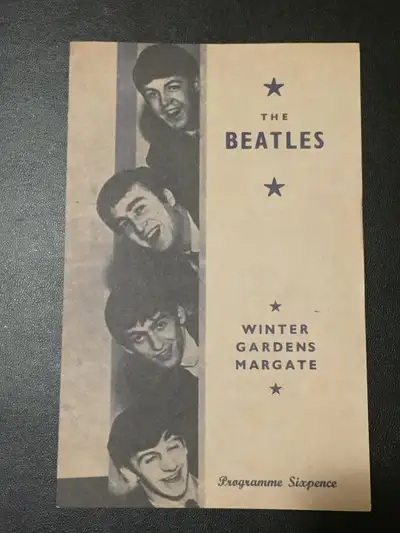 THE
BEATLES
WINTER
GARDENS
MARGATE
Programme Sixpence